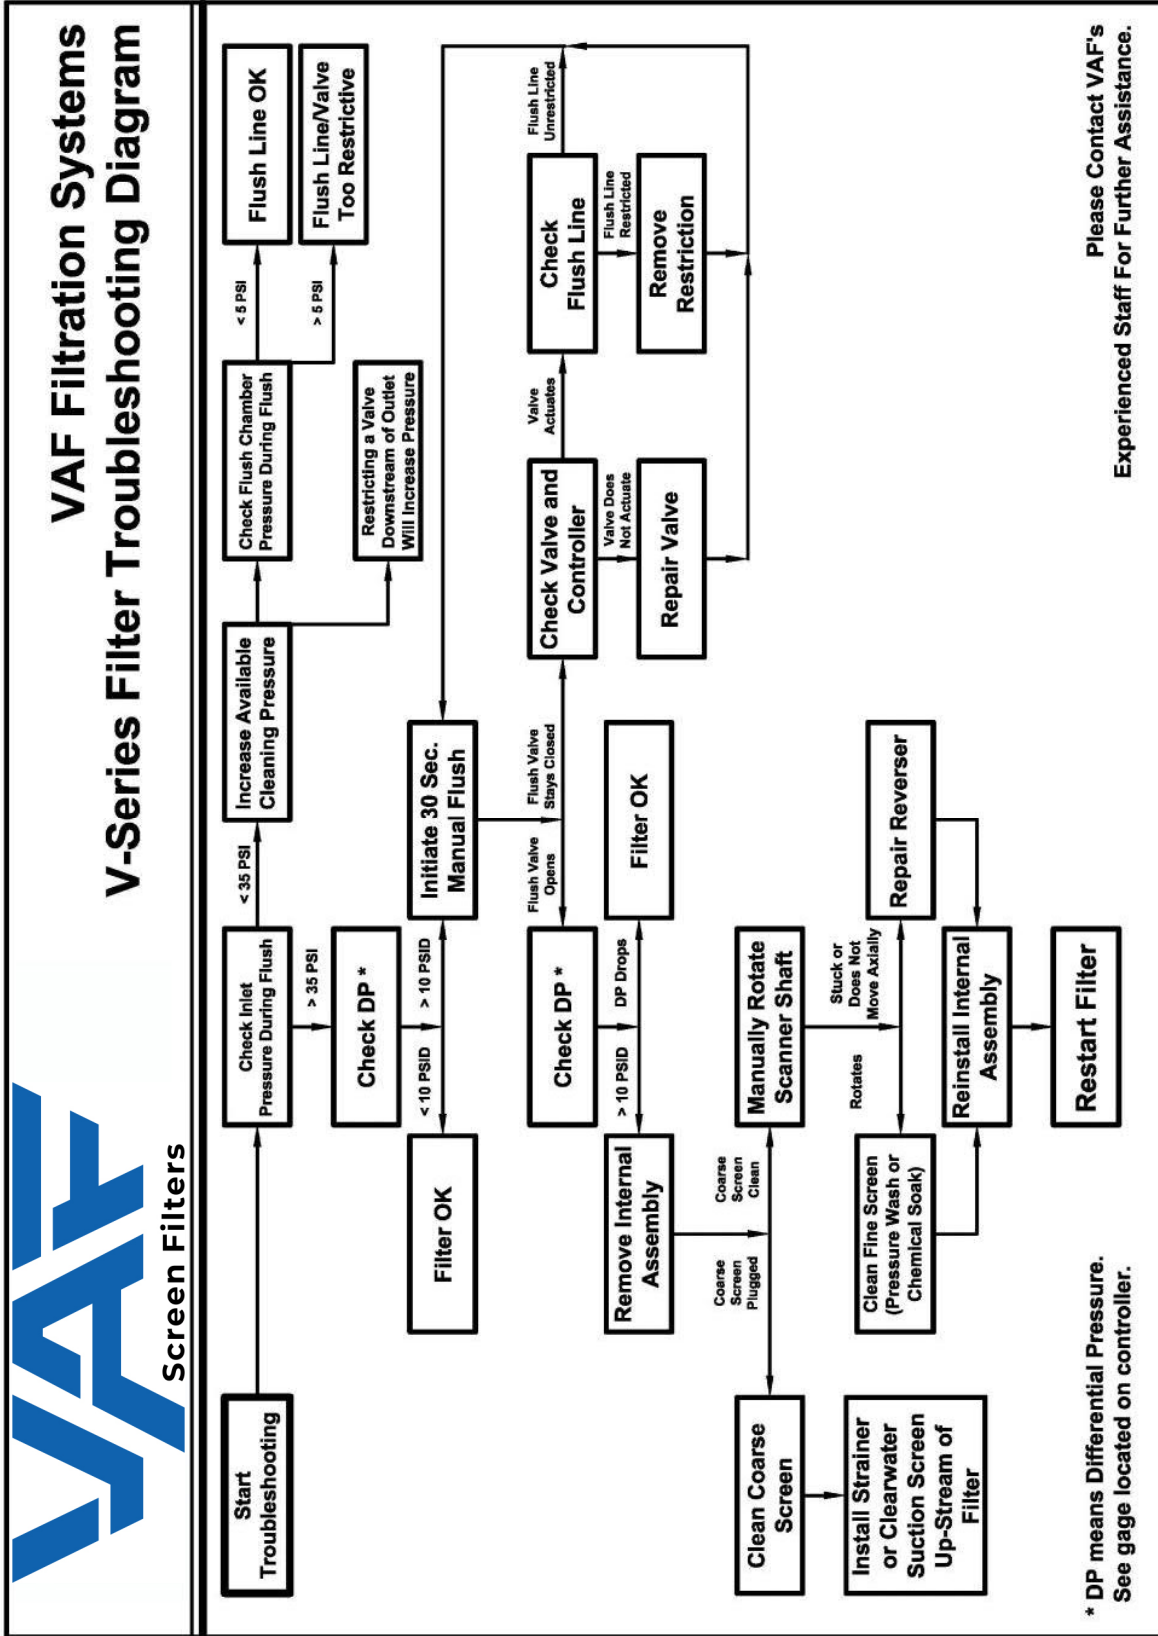 VAF
Screen Filters
VAF Filtration Systems
V-Series Filter Troubleshooting Diagram
Start
Troubleshooting
Check Inlet
Pressure During Flush
< 35 PSI
Increase Available
Cleaning Pressure
Check Flush Chamber
Pressure During Flush
< 5 PSI
Flush Line OK
> 5 PSI
Flush Line/Valve
Too Restrictive
Restricting a Valve
Downstream of Outlet
Will Increase Pressure
> 35 PSI
Check DP *
< 10 PSID
> 10 PSID
Filter OK
Initiate 30 Sec.
Manual Flush
Flush Valve
Opens
Flush Valve
Stays Closed
Check DP *
Check Valve and
Controller
Valve
Actuates
Check
Flush Line
Flush Line
Unrestricted
Valve Does
Not Actuate
Flush Line
Restricted
Repair Valve
Remove
Restriction
> 10 PSID
DP Drops
Remove Internal
Assembly
Filter OK
Coarse
Screen
Plugged
Coarse
Screen
Clean
Clean Coarse
Screen
Manually Rotate
Scanner Shaft
Install Strainer
or Clearwater
Suction Screen
Up-Stream of
Filter
Rotates
Stuck or
Does Not
Move Axially
Clean Fine Screen
(Pressure Wash or
Chemical Soak)
Repair Reverser
Reinstall Internal
Assembly
Restart Filter
* DP means Differential Pressure.
See gage located on controller.
Please Contact VAF's
Experienced Staff For Further Assistance.